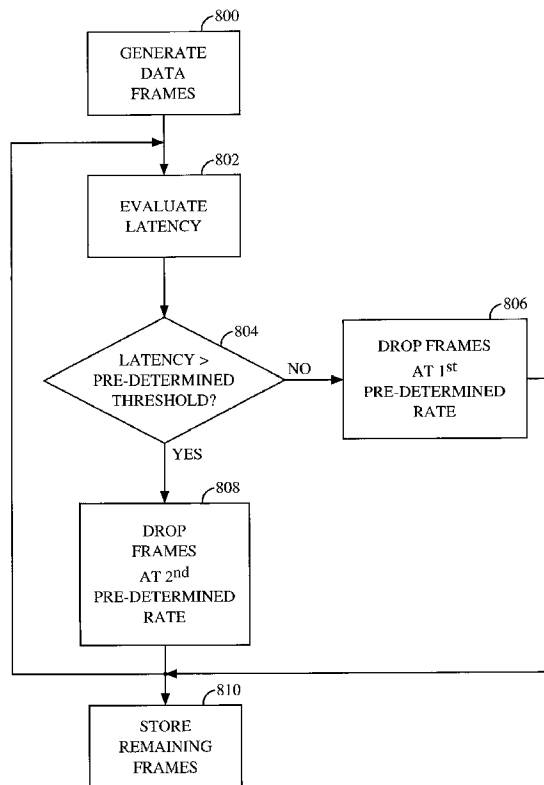 800
GENERATE
DATA
FRAMES
802
EVALUATE
LATENCY
804
LATENCY >
PRE-DETERMINED
THRESHOLD?
NO
806
DROP FRAMES
AT 1st
PRE-DETERMINED
RATE
YES
808
DROP
FRAMES
AT 2nd
PRE-DETERMINED
RATE
810
STORE
REMAINING
FRAMES